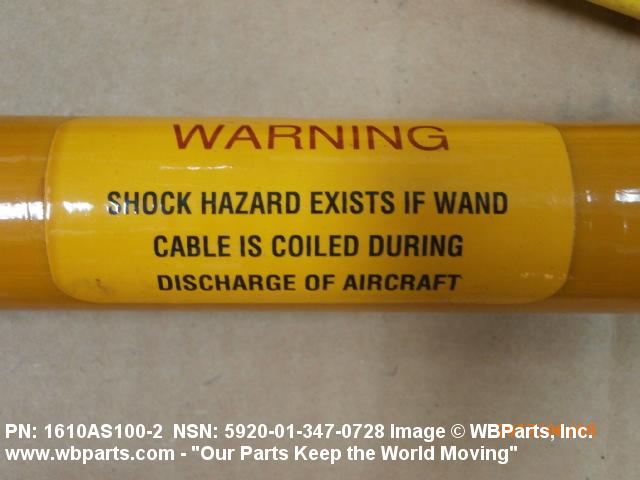 WARNING
SHOCK HAZARD EXISTS IF WAND
CABLE IS COILED DURING
DISCHARGE OF AIRCRAFT
PN: 1610AS100-2 NSN: 5920-01-347-0728 Image © WBParts, Inc.
www.wbparts.com - "Our Parts Keep the World Moving"